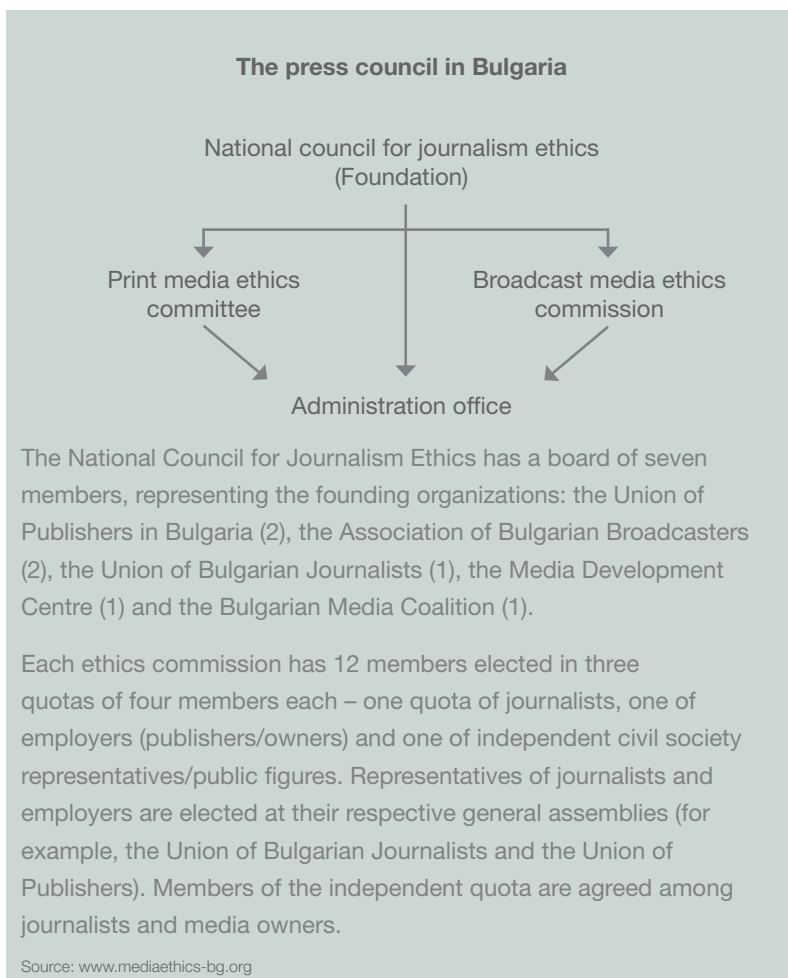 The press council in Bulgaria
National council for journalism ethics
(Foundation)
Print media ethics
committee
Broadcast media ethics
commission
Administration office
The National Council for Journalism Ethics has a board of seven
members, representing the founding organizations: the Union of
Publishers in Bulgaria (2), the Association of Bulgarian Broadcasters
(2), the Union of Bulgarian Journalists (1), the Media Development
Centre (1) and the Bulgarian Media Coalition (1).
Each ethics commission has 12 members elected in three
quotas of four members each – one quota of journalists, one of
employers (publishers/owners) and one of independent civil society
representatives/public figures. Representatives of journalists and
employers are elected at their respective general assemblies (for
example, the Union of Bulgarian Journalists and the Union of
Publishers). Members of the independent quota are agreed among
journalists and media owners.
Source: www.mediaethics-bg.org